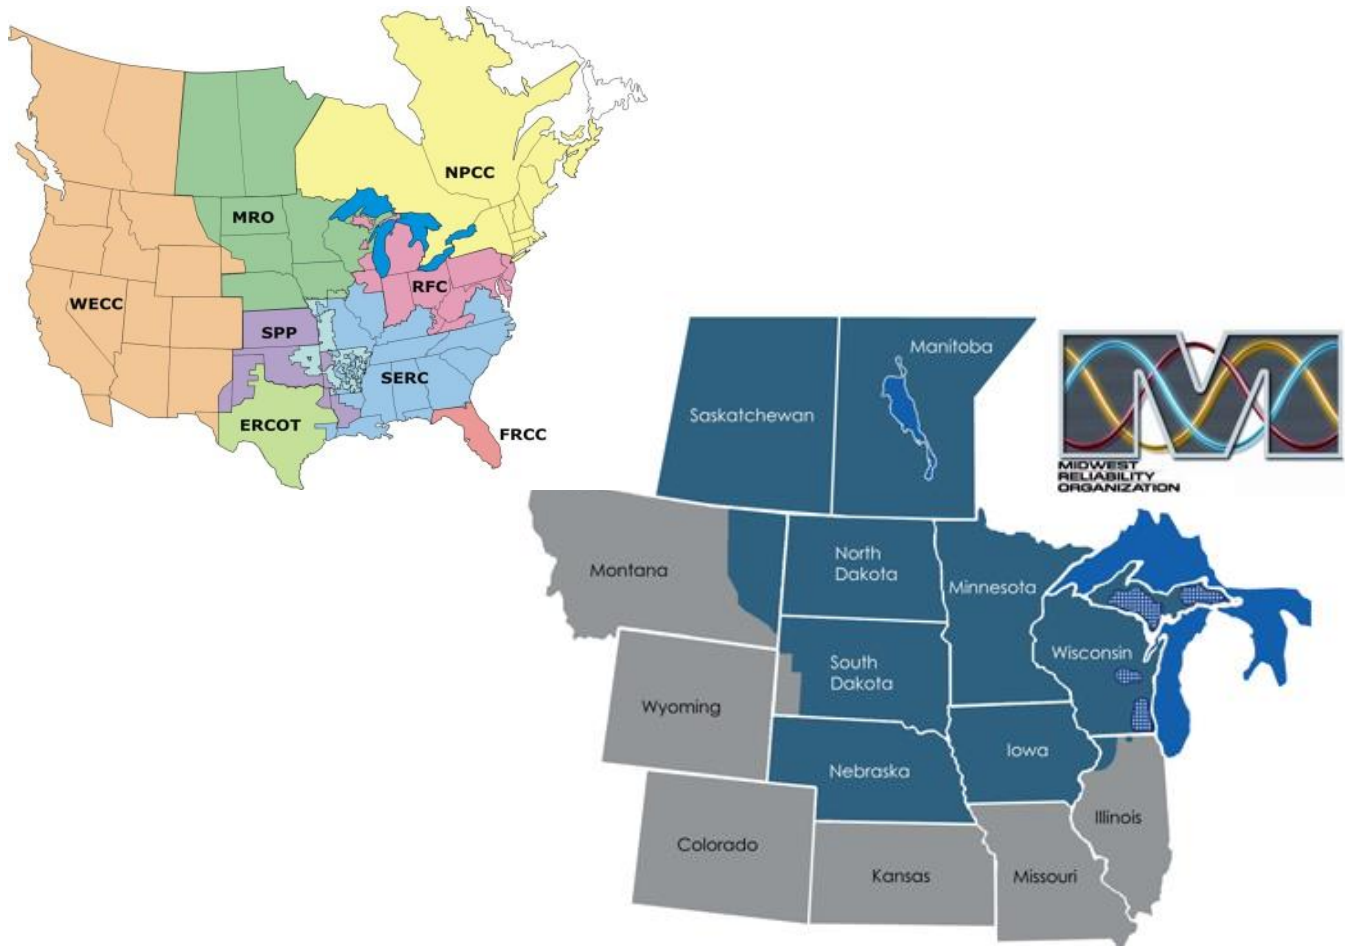 NPCC
MRO
WECC
RFC
SPP
SERC
ERCOT
FRCC
MIDWEST
RELIABILITY
ORGANIZATION
Manitoba
Saskatchewan
Montana
North
Dakota
Minnesota
Wisconsin
South
Dakota
Wyoming
Iowa
Nebraska
Illinois
Colorado
Kansas
Missouri